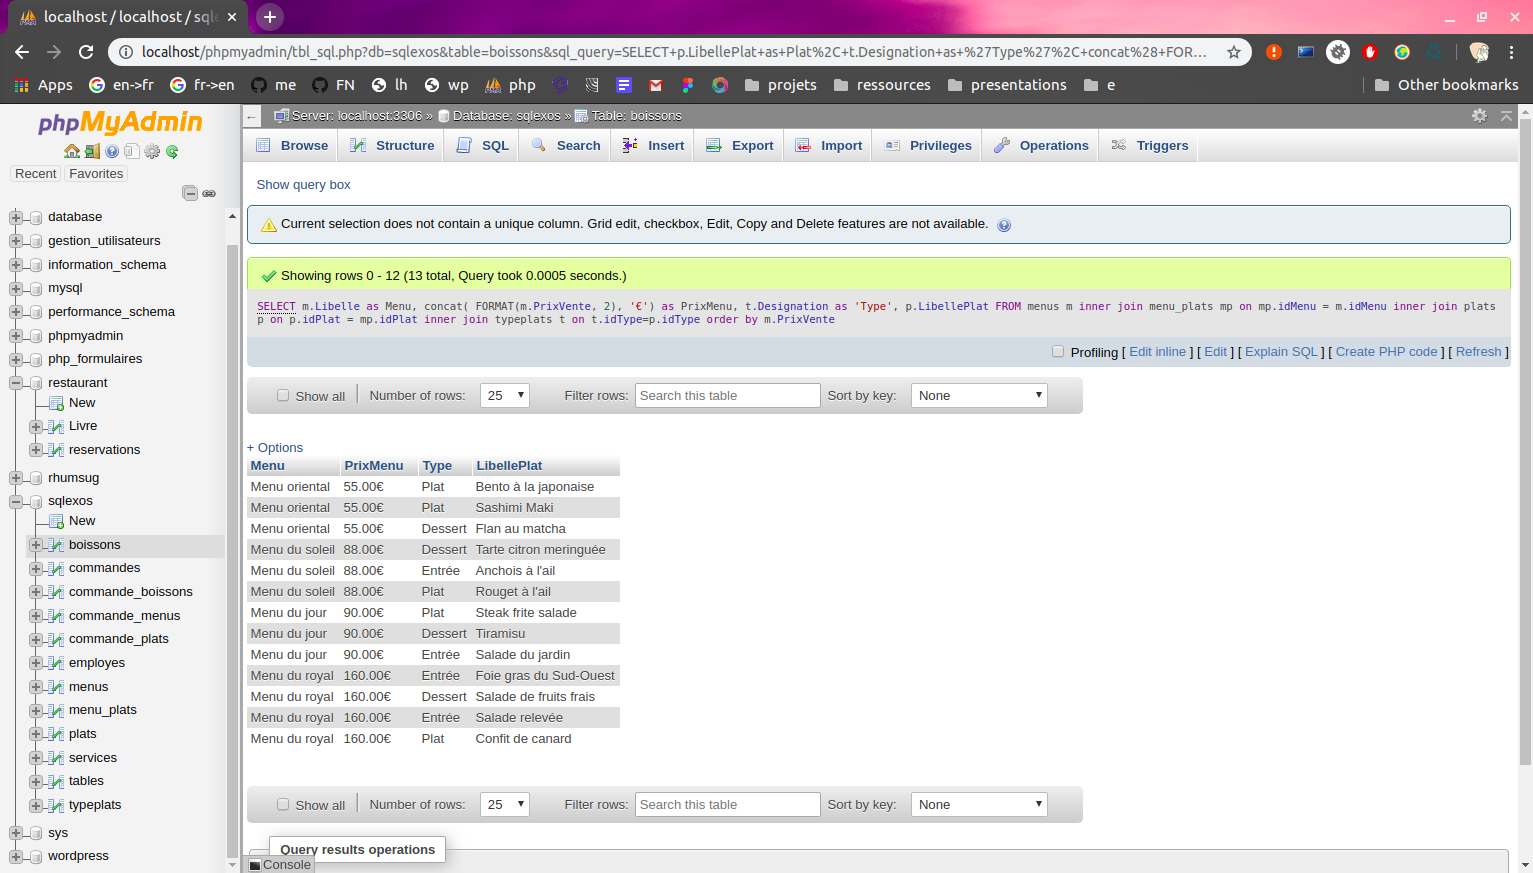 localhost / localhost / sqle
localhost/phpmyadmin/tbl_sql.php?db=sqlexos&table=boissons&sql_query=SELECT+p.LibellePlat+as+Plat%2C+t.Designation+as+%27Type%27%2C+concat%28+FOR...
Apps en->fr fr->en me FN lh wp php projets ressources presentations e Other bookmarks
phpMyAdmin
Recent Favorites
database
gestion_utilisateurs
information_schema
mysql
performance_schema
phpmyadmin
php_formulaires
restaurant
New
Livre
reservations
rhumsug
sqlexos
New
boissons
commandes
commande_boissons
commande_menus
commande_plats
employes
menus
menu_plats
plats
services
tables
typeplats
sys
wordpress
← Server: localhost:3306 » Database: sqlexos » Table: boissons
Browse Structure SQL Search Insert Export Import Privileges Operations Triggers
Show query box
Current selection does not contain a unique column. Grid edit, checkbox, Edit, Copy and Delete features are not available.
Showing rows 0 - 12 (13 total, Query took 0.0005 seconds.)
SELECT m.Libelle as Menu, concat( FORMAT(m.PrixVente, 2), '€') as PrixMenu, t.Designation as 'Type', p.LibellePlat FROM menus m inner join menu_plats mp on mp.idMenu = m.idMenu inner join plats
p on p.idPlat = mp.idPlat inner join typeplats t on t.idType=p.idType order by m.PrixVente
Profiling [ Edit inline ] [ Edit ] [ Explain SQL ] [ Create PHP code ] [ Refresh ]
Show all Number of rows: 25 Filter rows: Search this table Sort by key: None
+ Options
Menu PrixMenu Type LibellePlat
Menu oriental 55.00€ Plat Bento à la japonaise
Menu oriental 55.00€ Plat Sashimi Maki
Menu oriental 55.00€ Dessert Flan au matcha
Menu du soleil 88.00€ Dessert Tarte citron meringuée
Menu du soleil 88.00€ Entrée Anchois à l'ail
Menu du soleil 88.00€ Plat Rouget à l'ail
Menu du jour 90.00€ Plat Steak frite salade
Menu du jour 90.00€ Dessert Tiramisu
Menu du jour 90.00€ Entrée Salade du jardin
Menu du royal 160.00€ Entrée Foie gras du Sud-Ouest
Menu du royal 160.00€ Dessert Salade de fruits frais
Menu du royal 160.00€ Entrée Salade relevée
Menu du royal 160.00€ Plat Confit de canard
Show all Number of rows: 25 Filter rows: Search this table Sort by key: None
Query results operations
Console